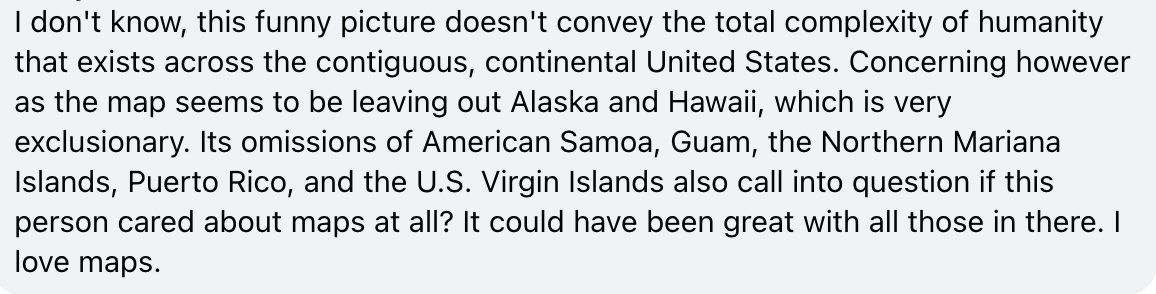 I don't know, this funny picture doesn't convey the total complexity of humanity
that exists across the contiguous, continental United States. Concerning however
as the map seems to be leaving out Alaska and Hawaii, which is very
exclusionary. Its omissions of American Samoa, Guam, the Northern Mariana
Islands, Puerto Rico, and the U.S. Virgin Islands also call into question if this
person cared about maps at all? It could have been great with all those in there. I
love maps.